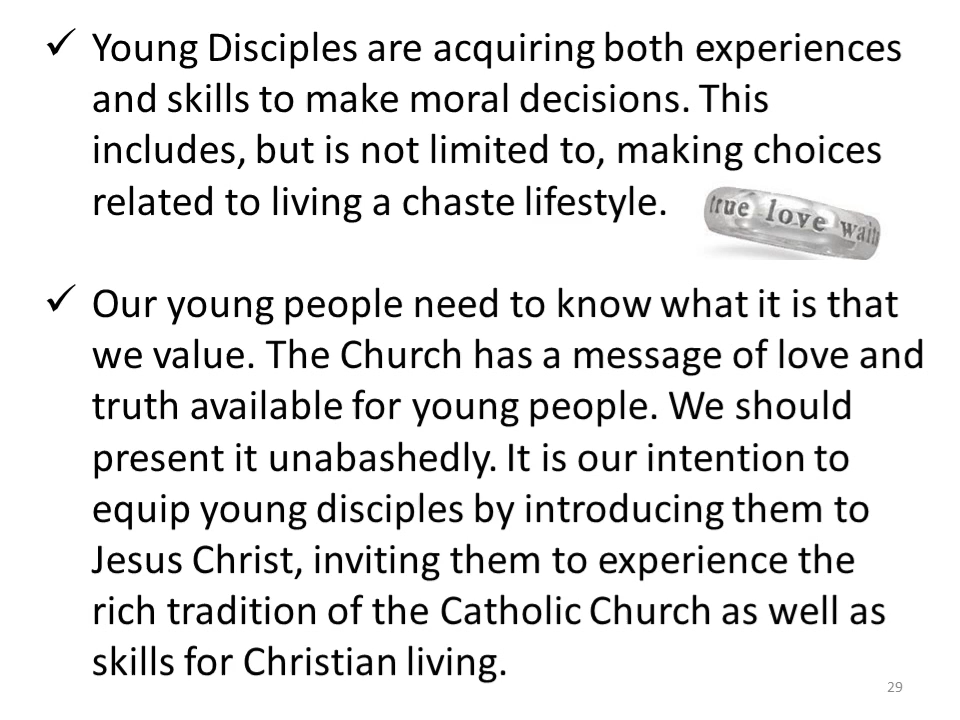 ✓ Young Disciples are acquiring both experiences
and skills to make moral decisions. This
includes, but is not limited to, making choices
related to living a chaste lifestyle.
true love waits
✓ Our young people need to know what it is that
we value. The Church has a message of love and
truth available for young people. We should
present it unabashedly. It is our intention to
equip young disciples by introducing them to
Jesus Christ, inviting them to experience the
rich tradition of the Catholic Church as well as
skills for Christian living.
29